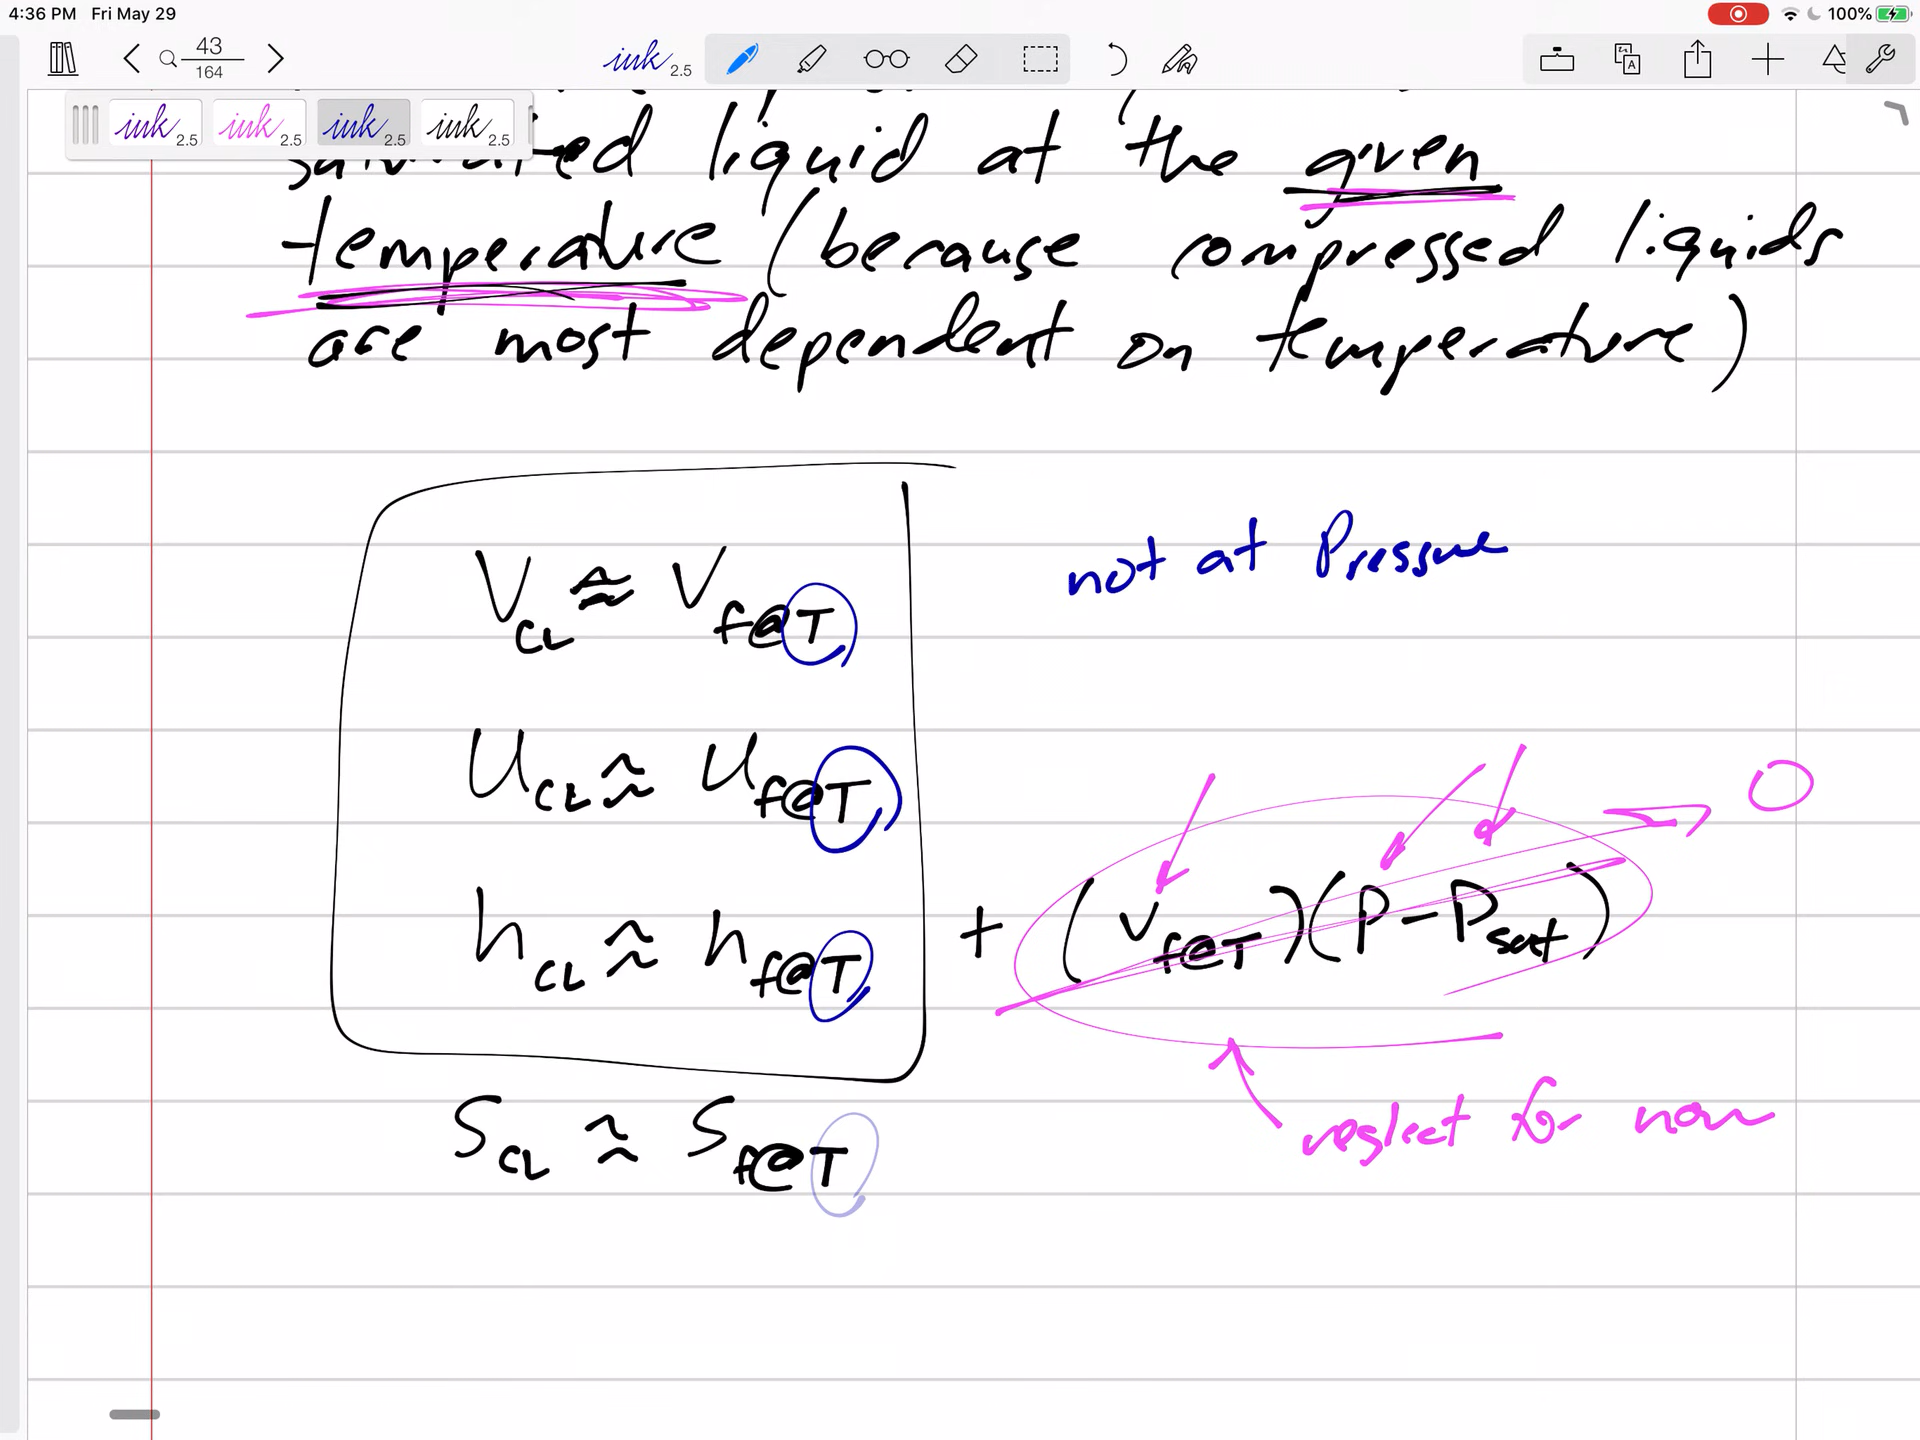 4:36 PM Fri May 29
100%
43
164
ink 2.5
ink 2.5 ink 2.5 ink 2.5 ink 2.5
liquid at the given
temperature (because compressed liquids
are most dependent on temperature)
not at Pressure
V_CL ≈ V_f@T
U_CL ≈ U_f@T
O
h_CL ≈ h_f@T + (v_f@T)(P-P_sat)
S_CL ≈ S_f@T
neglect for now